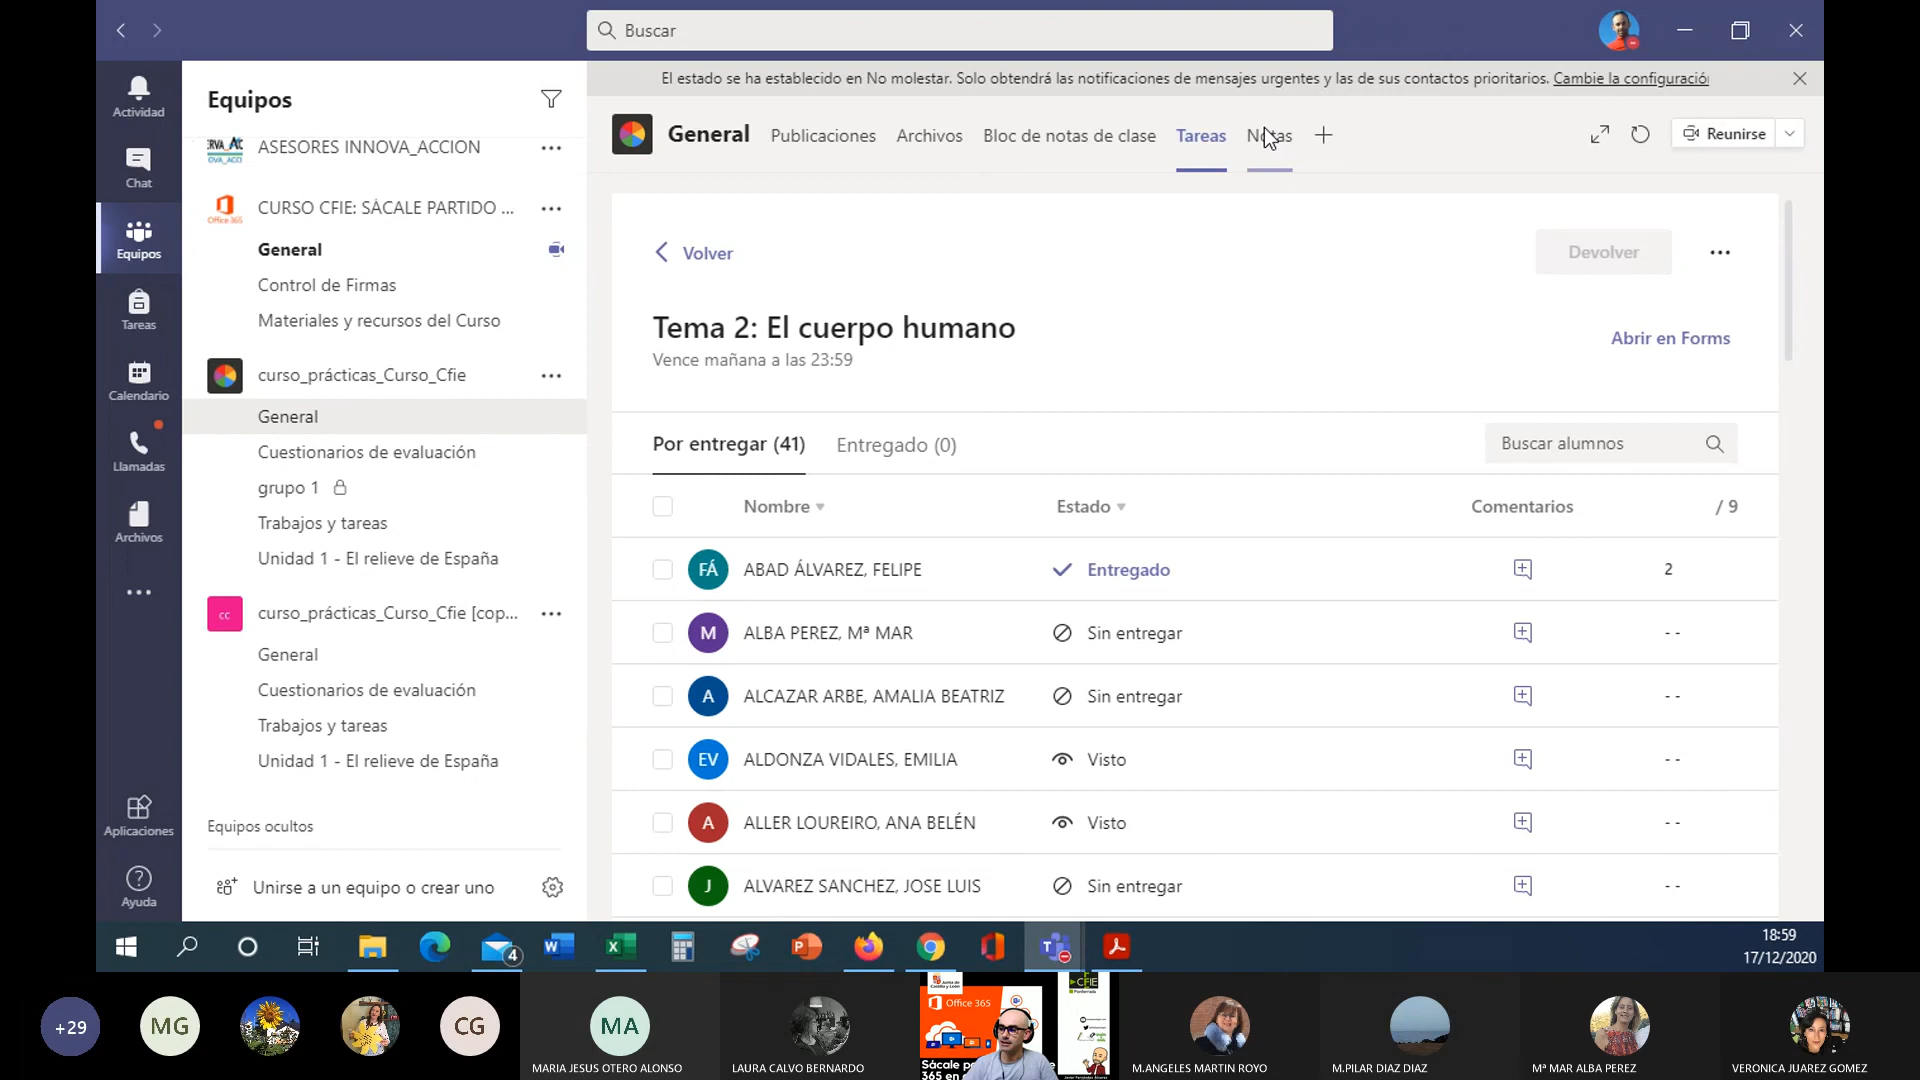 Buscar
El estado se ha establecido en No molestar. Solo obtendrá las notificaciones de mensajes urgentes y las de sus contactos prioritarios. Cambie la configuración
Actividad
Chat
Equipos
Tareas
Calendario
Llamadas
Archivos
Aplicaciones
Ayuda
Equipos
ASESORES INNOVA_ACCION
CURSO CFIE: SÁCALE PARTIDO ...
General
Control de Firmas
Materiales y recursos del Curso
curso_prácticas_Curso_Cfie
General
Cuestionarios de evaluación
grupo 1
Trabajos y tareas
Unidad 1 - El relieve de España
cc
curso_prácticas_Curso_Cfie [cop...
General
Cuestionarios de evaluación
Trabajos y tareas
Unidad 1 - El relieve de España
Equipos ocultos
Unirse a un equipo o crear uno
General Publicaciones Archivos Bloc de notas de clase Tareas Notas
Reunirse
Volver
Devolver
Tema 2: El cuerpo humano
Vence mañana a las 23:59
Abrir en Forms
Por entregar (41) Entregado (0)
Buscar alumnos
Nombre Estado Comentarios / 9
FÁ ABAD ÁLVAREZ, FELIPE Entregado 2
M ALBA PEREZ, Mª MAR Sin entregar - -
A ALCAZAR ARBE, AMALIA BEATRIZ Sin entregar - -
EV ALDONZA VIDALES, EMILIA Visto - -
A ALLER LOUREIRO, ANA BELÉN Visto - -
J ALVAREZ SANCHEZ, JOSE LUIS Sin entregar - -
4
18:59
17/12/2020
+29
MG
CG
MA
MARIA JESUS OTERO ALONSO
LAURA CALVO BERNARDO
Office 365
CFIE
M.ANGELES MARTIN ROYO
M.PILAR DIAZ DIAZ
Mª MAR ALBA PEREZ
VERONICA JUAREZ GOMEZ